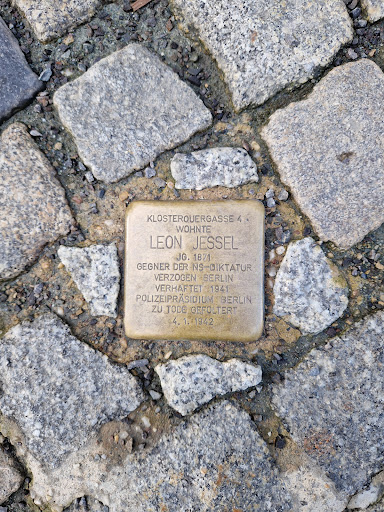 KLOSTERQUERGASSE 4
WOHNTE
LEON JESSEL
JG. 1871
GEGNER DER NS-DIKTATUR
VERZOGEN BERLIN
VERHAFTET 1941
POLIZEIPRÄSIDIUM BERLIN
ZU TODE GEFOLTERT
4.1.1942